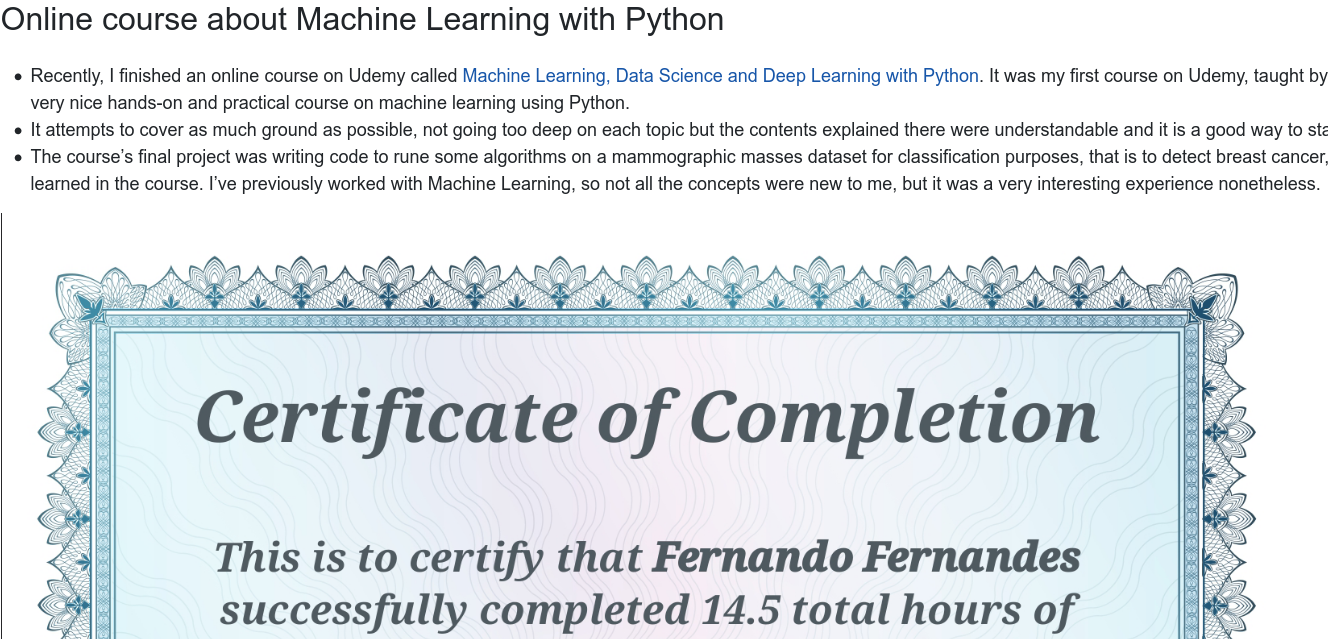 Online course about Machine Learning with Python
Recently, I finished an online course on Udemy called Machine Learning, Data Science and Deep Learning with Python. It was my first course on Udemy, taught by
very nice hands-on and practical course on machine learning using Python.
It attempts to cover as much ground as possible, not going too deep on each topic but the contents explained there were understandable and it is a good way to
The course’s final project was writing code to rune some algorithms on a mammographic masses dataset for classification purposes, that is to detect breast cancer,
learned in the course. I’ve previously worked with Machine Learning, so not all the concepts were new to me, but it was a very interesting experience nonetheless.
Certificate of Completion
This is to certify that Fernando Fernandes
successfully completed 14.5 total hours of